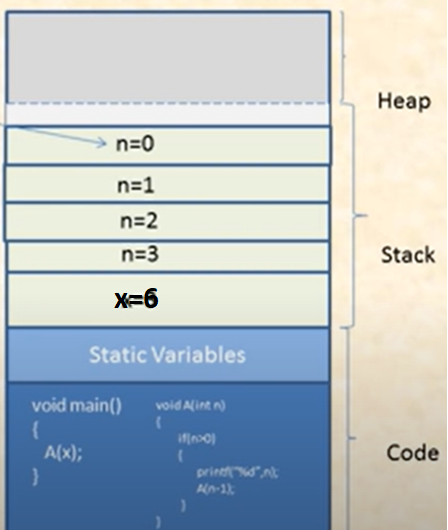 Heap
n=0
n=1
n=2
n=3
Stack
x=6
Static Variables
void main()
{
A(x);
}
void A(int n)
{
if(n>0)
{
printf("%d",n);
A(n-1);
}
}
Code